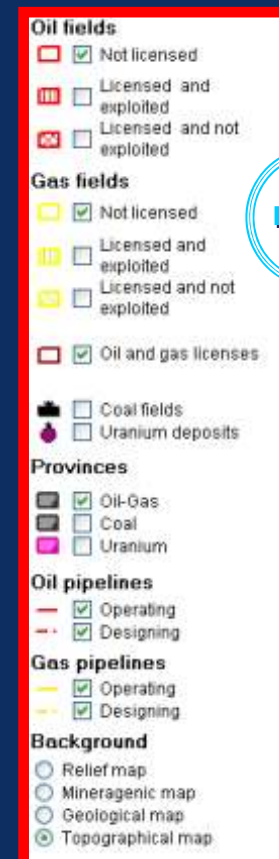 Oil fields
Not licensed
Licensed and
exploited
Licensed and not
exploited
Gas fields
Not licensed
Licensed and
exploited
Licensed and not
exploited
Oil and gas licenses
Coal fields
Uranium deposits
Provinces
Oil-Gas
Coal
Uranium
Oil pipelines
Operating
Designing
Gas pipelines
Operating
Designing
Background
Relief map
Mineragenic map
Geological map
Topographical map